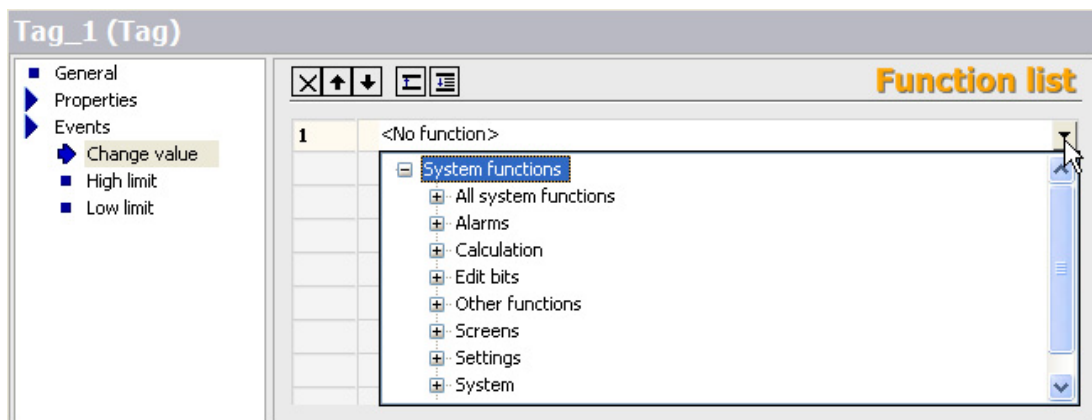 Tag_1 (Tag)
General
Properties
Events
Change value
High limit
Low limit
Function list
1 <No function>
System functions
All system functions
Alarms
Calculation
Edit bits
Other functions
Screens
Settings
System